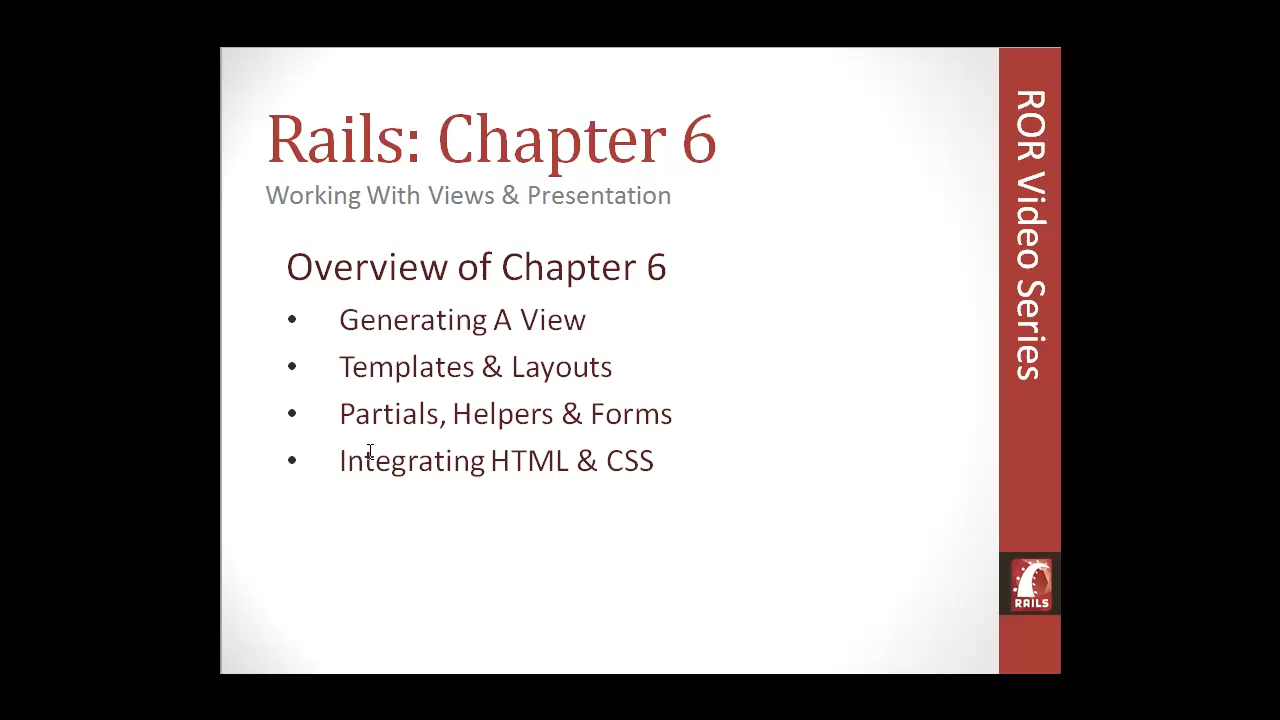 Rails: Chapter 6
Working With Views & Presentation
Overview of Chapter 6
• Generating A View
• Templates & Layouts
• Partials, Helpers & Forms
• Integrating HTML & CSS
ROR Video Series
RAILS